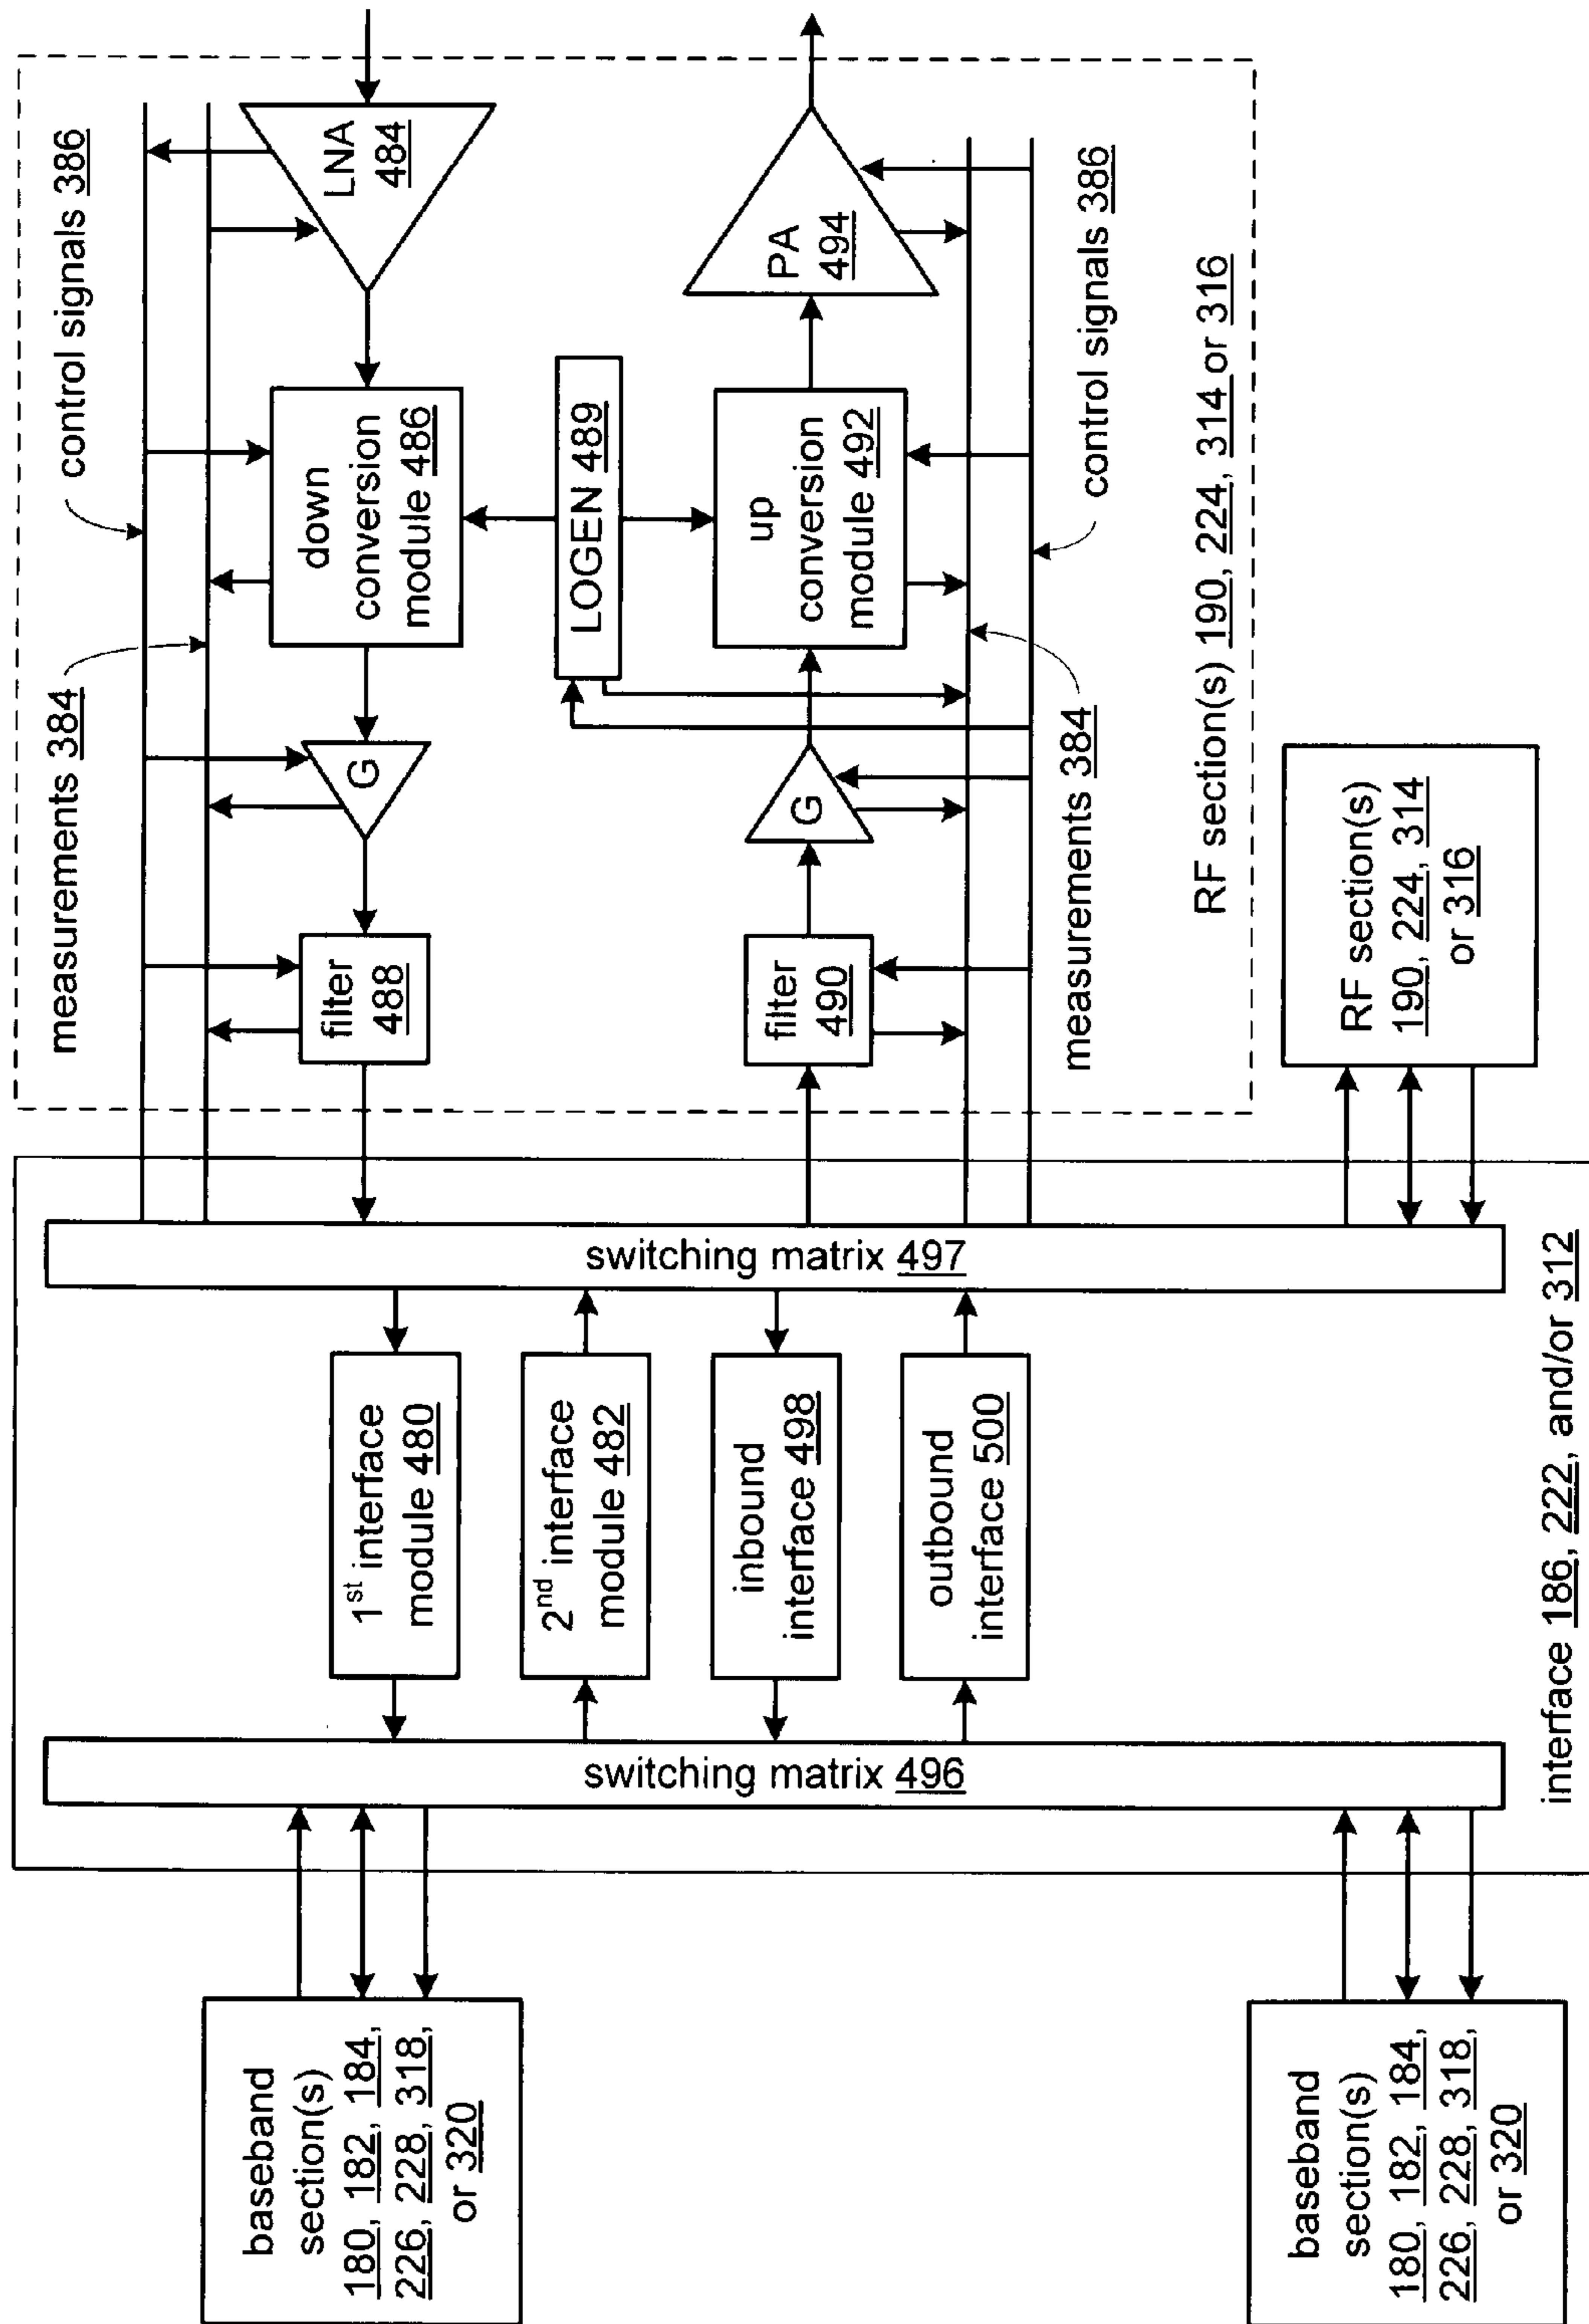 measurements 384
control signals 386
LNA
484
down
conversion
module 486
G
filter
488
LOGEN 489
filter
490
G
up
conversion
module 492
PA
494
measurements 384
control signals 386
RF section(s) 190, 224, 314 or 316
RF section(s)
190, 224, 314
or 316
switching matrix 497
1st interface
module 480
2nd interface
module 482
inbound
interface 498
outbound
interface 500
switching matrix 496
interface 186, 222, and/or 312
baseband
section(s)
180, 182, 184,
226, 228, 318,
or 320
baseband
section(s)
180, 182, 184,
226, 228, 318,
or 320